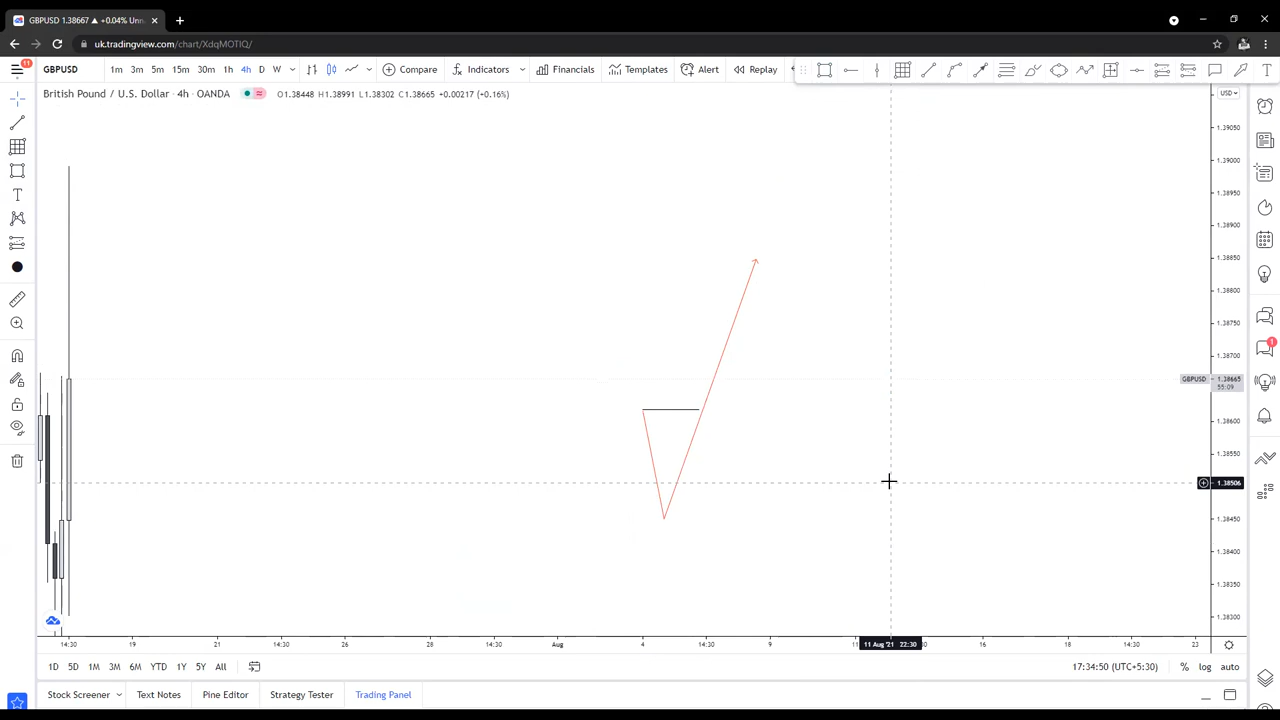 GBPUSD 1.38667 ▲ +0.04% Unn
uk.tradingview.com/chart/XdqMOTIQ/
11
GBPUSD 1m 3m 5m 15m 30m 1h 4h D W Compare Indicators Financials Templates Alert Replay
British Pound / U.S. Dollar · 4h · OANDA O1.38448 H1.38991 L1.38302 C1.38665 +0.00217 (+0.16%)
USD
1.39050
1.39000
1.38950
1.38900
1.38850
1.38800
1.38750
1.38700
GBPUSD 1.38665
55:09
1.38600
1.38550
1.38506
1.38450
1.38400
1.38350
1.38300
1
14:30 19 21 14:30 26 28 14:30 Aug 4 14:30 9 11 11 Aug '21 22:30 16 18 14:30 23
1D 5D 1M 3M 6M YTD 1Y 5Y All 17:34:50 (UTC+5:30) % log auto
Stock Screener Text Notes Pine Editor Strategy Tester Trading Panel